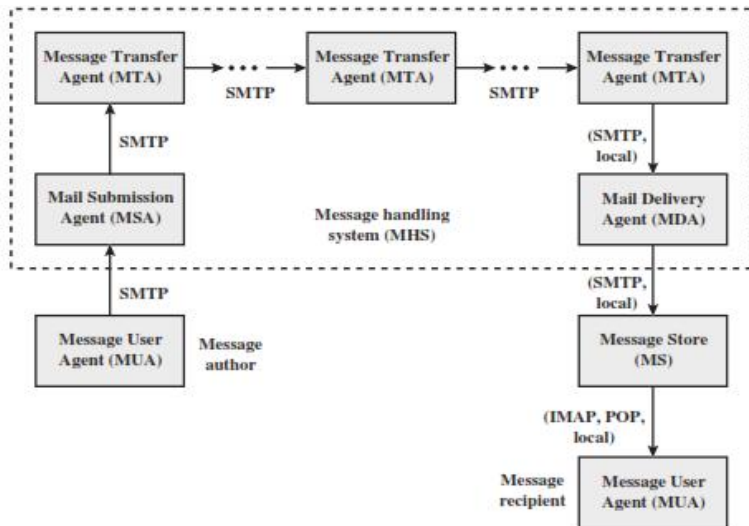 Message Transfer
Agent (MTA)
SMTP
Message Transfer
Agent (MTA)
SMTP
Message Transfer
Agent (MTA)
SMTP
(SMTP,
local)
Mail Submission
Agent (MSA)
Message handling
system (MHS)
Mail Delivery
Agent (MDA)
SMTP
(SMTP,
local)
Message User
Agent (MUA)
Message
author
Message Store
(MS)
(IMAP, POP,
local)
Message
recipient
Message User
Agent (MUA)